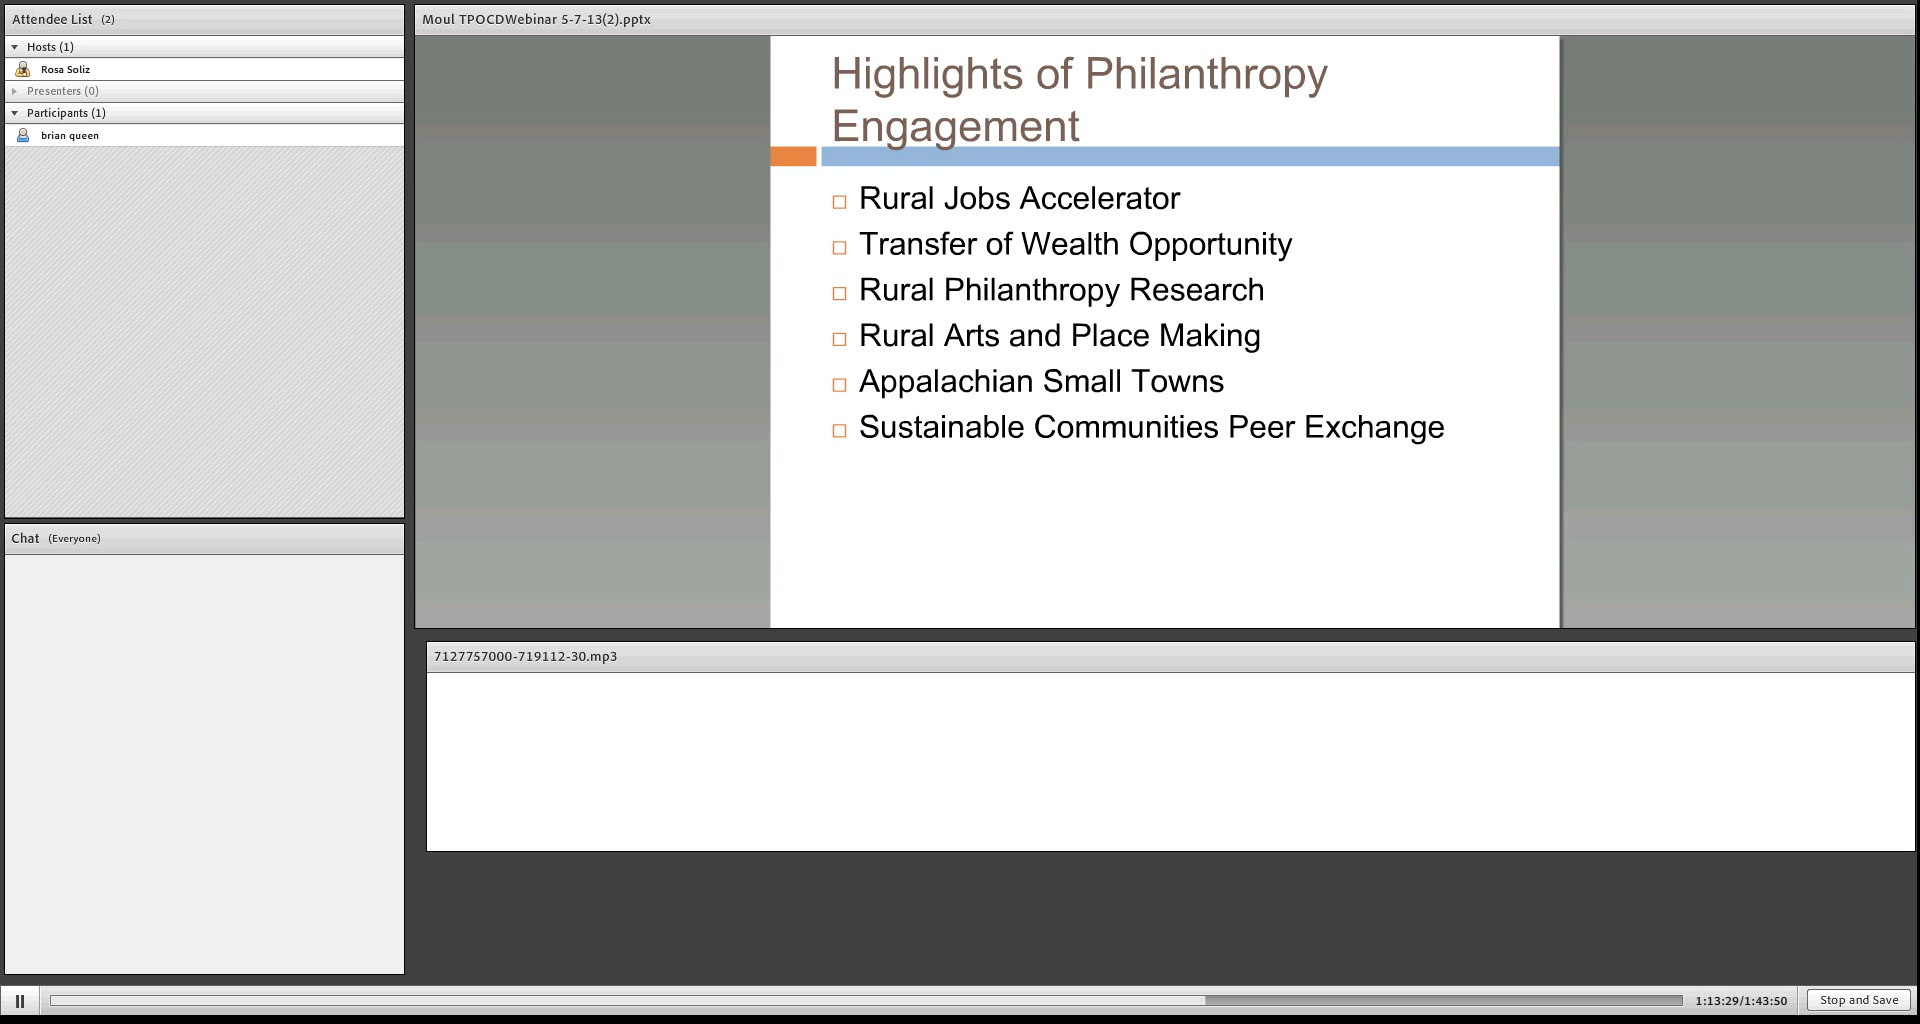 Attendee List (2)
Hosts (1)
Rosa Soliz
Presenters (0)
Participants (1)
brian queen
Chat (Everyone)
Moul TPOCDWebinar 5-7-13(2).pptx
Highlights of Philanthropy
Engagement
Rural Jobs Accelerator
Transfer of Wealth Opportunity
Rural Philanthropy Research
Rural Arts and Place Making
Appalachian Small Towns
Sustainable Communities Peer Exchange
7127757000-719112-30.mp3
1:13:29/1:43:50
Stop and Save